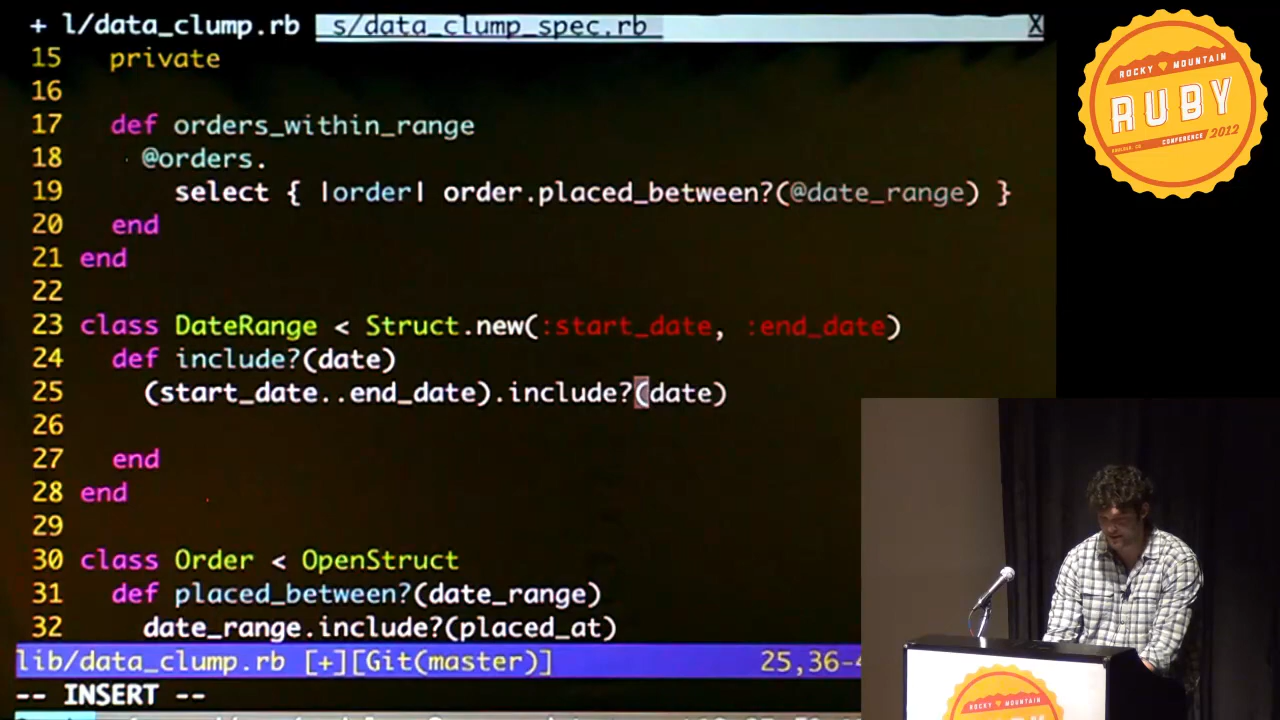 + l/data_clump.rb  s/data_clump_spec.rb X
15   private
16
17   def orders_within_range
18     @orders.
19       select { |order| order.placed_between?(@date_range) }
20   end
21 end
22
23 class DateRange < Struct.new(:start_date, :end_date)
24   def include?(date)
25     (start_date..end_date).include?(date)
26
27   end
28 end
29
30 class Order < OpenStruct
31   def placed_between?(date_range)
32     date_range.include?(placed_at)
lib/data_clump.rb [+][Git(master)] 25,36-4
-- INSERT --
ROCKY MOUNTAIN
RUBY
CONFERENCE 2012
BOULDER, CO
ROCKY MOUNTAIN